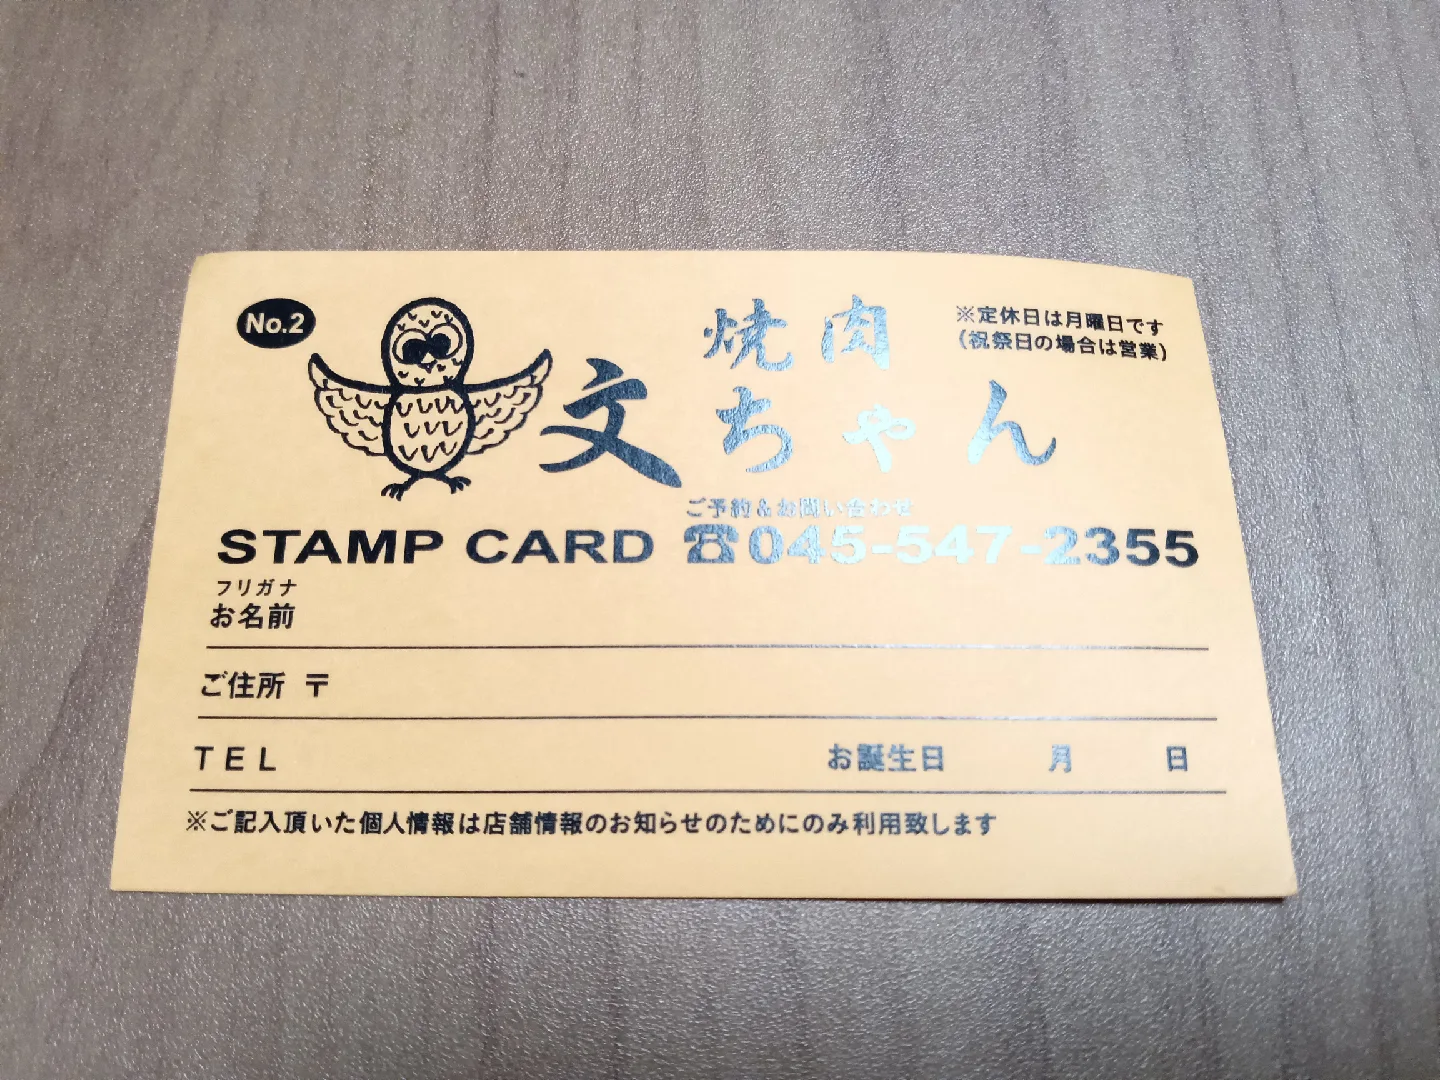 No.2
焼肉
文ちゃん
※定休日は月曜日です
(祝祭日の場合は営業)
ご予約&お問い合わせ
STAMP CARD ☎045-547-2355
フリガナ
お名前
ご住所 〒
TEL お誕生日 月 日
※ご記入頂いた個人情報は店舗情報のお知らせのためにのみ利用致します